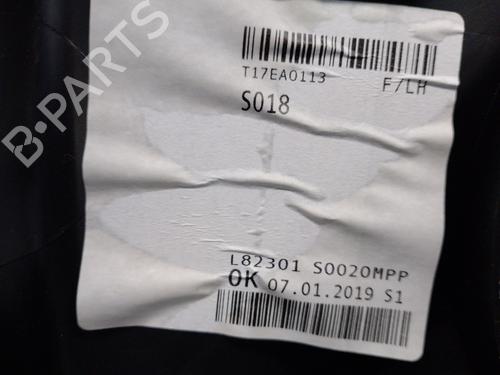 B-PARTS
T17EA0113 F/LH
S018
L82301 S0020MPP
OK 07.01.2019 S1